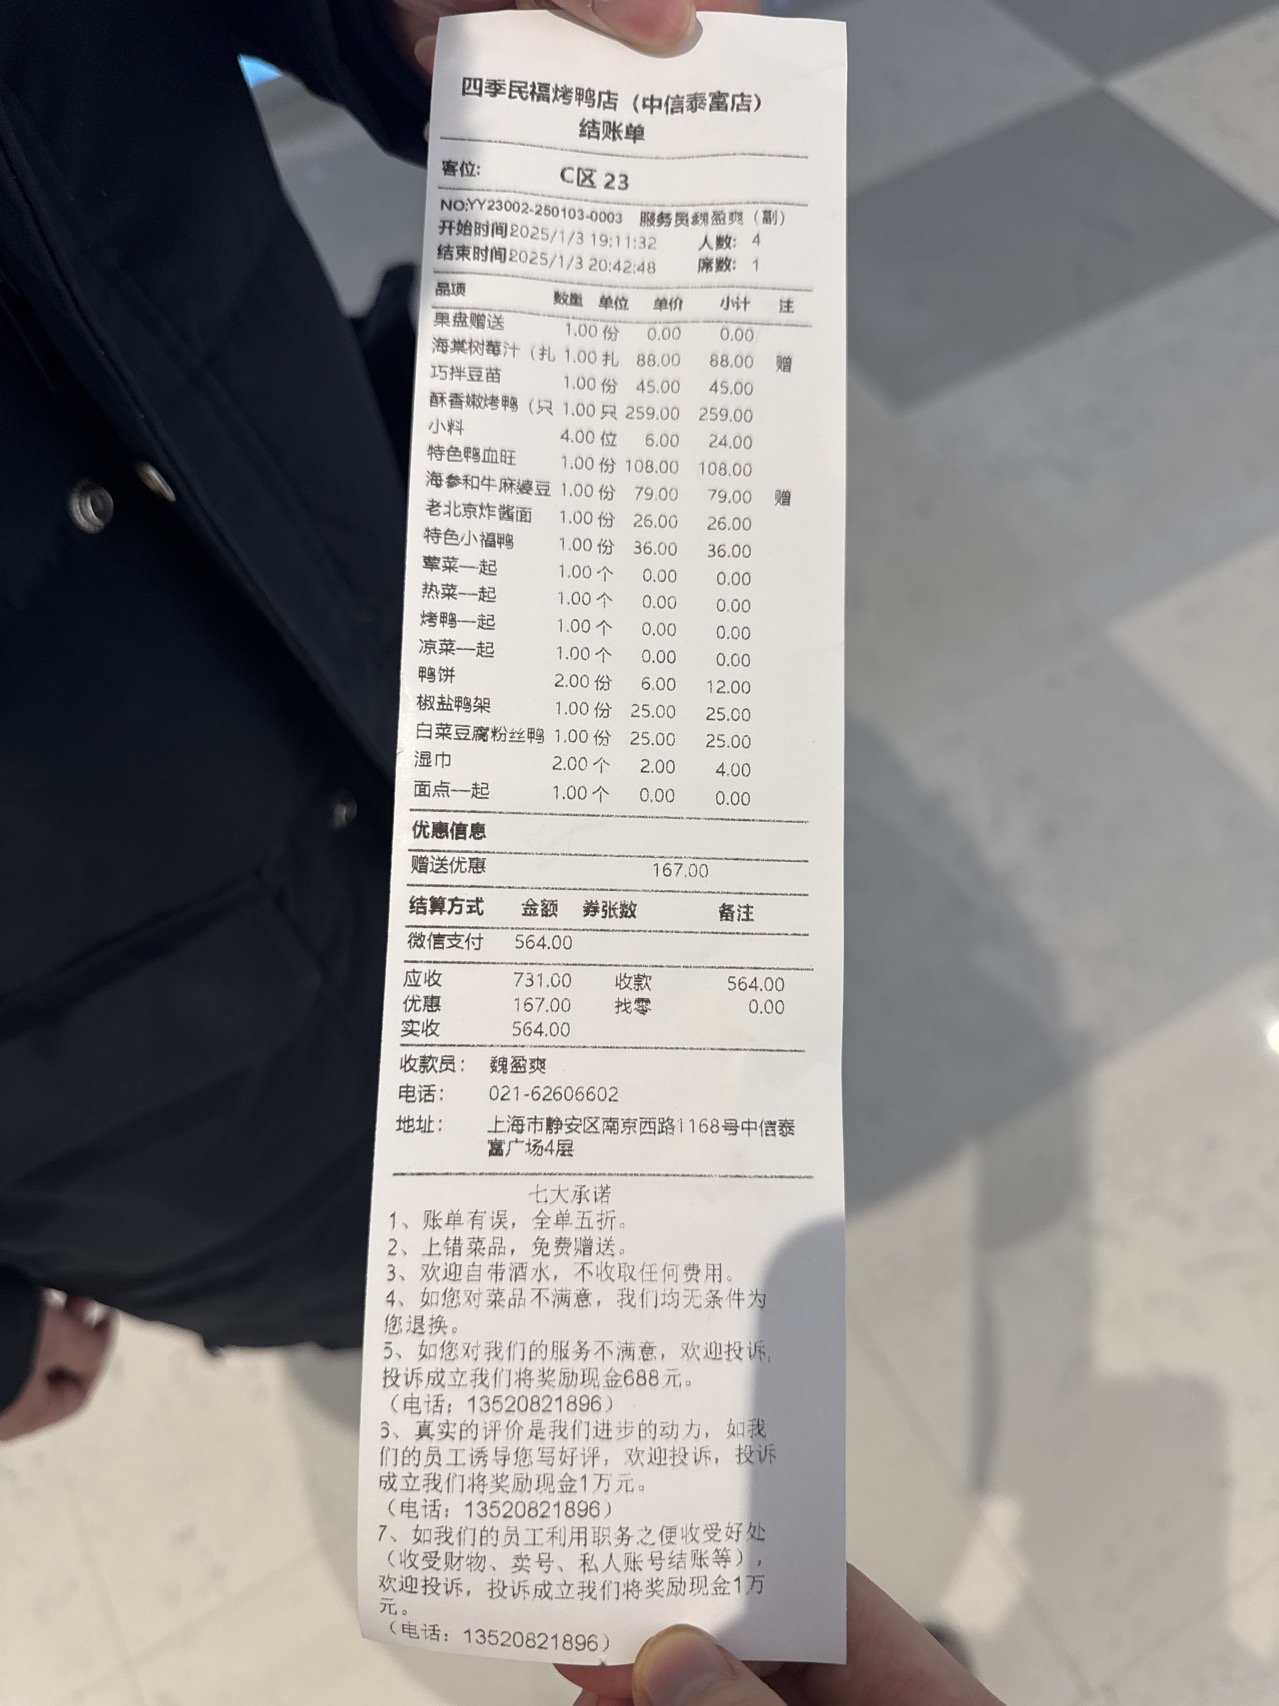 四季民福烤鸭店（中信泰富店）
结账单
客位: C区 23
NO:YY23002-250103-0003 服务员魏盈爽（副）
开始时间2025/1/3 19:11:32 人数: 4
结束时间2025/1/3 20:42:48 席数: 1
品项 数量 单位 单价 小计 注
果盘赠送 1.00 份 0.00 0.00
海棠树莓汁（扎 1.00 扎 88.00 88.00 赠
巧拌豆苗 1.00 份 45.00 45.00
酥香嫩烤鸭（只 1.00 只 259.00 259.00
小料 4.00 位 6.00 24.00
特色鸭血旺 1.00 份 108.00 108.00
海参和牛麻婆豆 1.00 份 79.00 79.00 赠
老北京炸酱面 1.00 份 26.00 26.00
特色小福鸭 1.00 份 36.00 36.00
荤菜一起 1.00 个 0.00 0.00
热菜一起 1.00 个 0.00 0.00
烤鸭一起 1.00 个 0.00 0.00
凉菜一起 1.00 个 0.00 0.00
鸭饼 2.00 份 6.00 12.00
椒盐鸭架 1.00 份 25.00 25.00
白菜豆腐粉丝鸭 1.00 份 25.00 25.00
湿巾 2.00 个 2.00 4.00
面点一起 1.00 个 0.00 0.00
优惠信息
赠送优惠 167.00
结算方式 金额 券张数 备注
微信支付 564.00
应收 731.00 收款 564.00
优惠 167.00 找零 0.00
实收 564.00
收款员: 魏盈爽
电话: 021-62606602
地址: 上海市静安区南京西路1168号中信泰
富广场4层
七大承诺
1、账单有误，全单五折。
2、上错菜品，免费赠送。
3、欢迎自带酒水，不收取任何费用。
4、如您对菜品不满意，我们均无条件为
您退换。
5、如您对我们的服务不满意，欢迎投诉,
投诉成立我们将奖励现金688元。
（电话: 13520821896）
6、真实的评价是我们进步的动力，如我
们的员工诱导您写好评，欢迎投诉，投诉
成立我们将奖励现金1万元。
（电话: 13520821896）
7、如我们的员工利用职务之便收受好处
（收受财物、卖号、私人账号结账等），
欢迎投诉，投诉成立我们将奖励现金1万
元。
（电话: 13520821896）